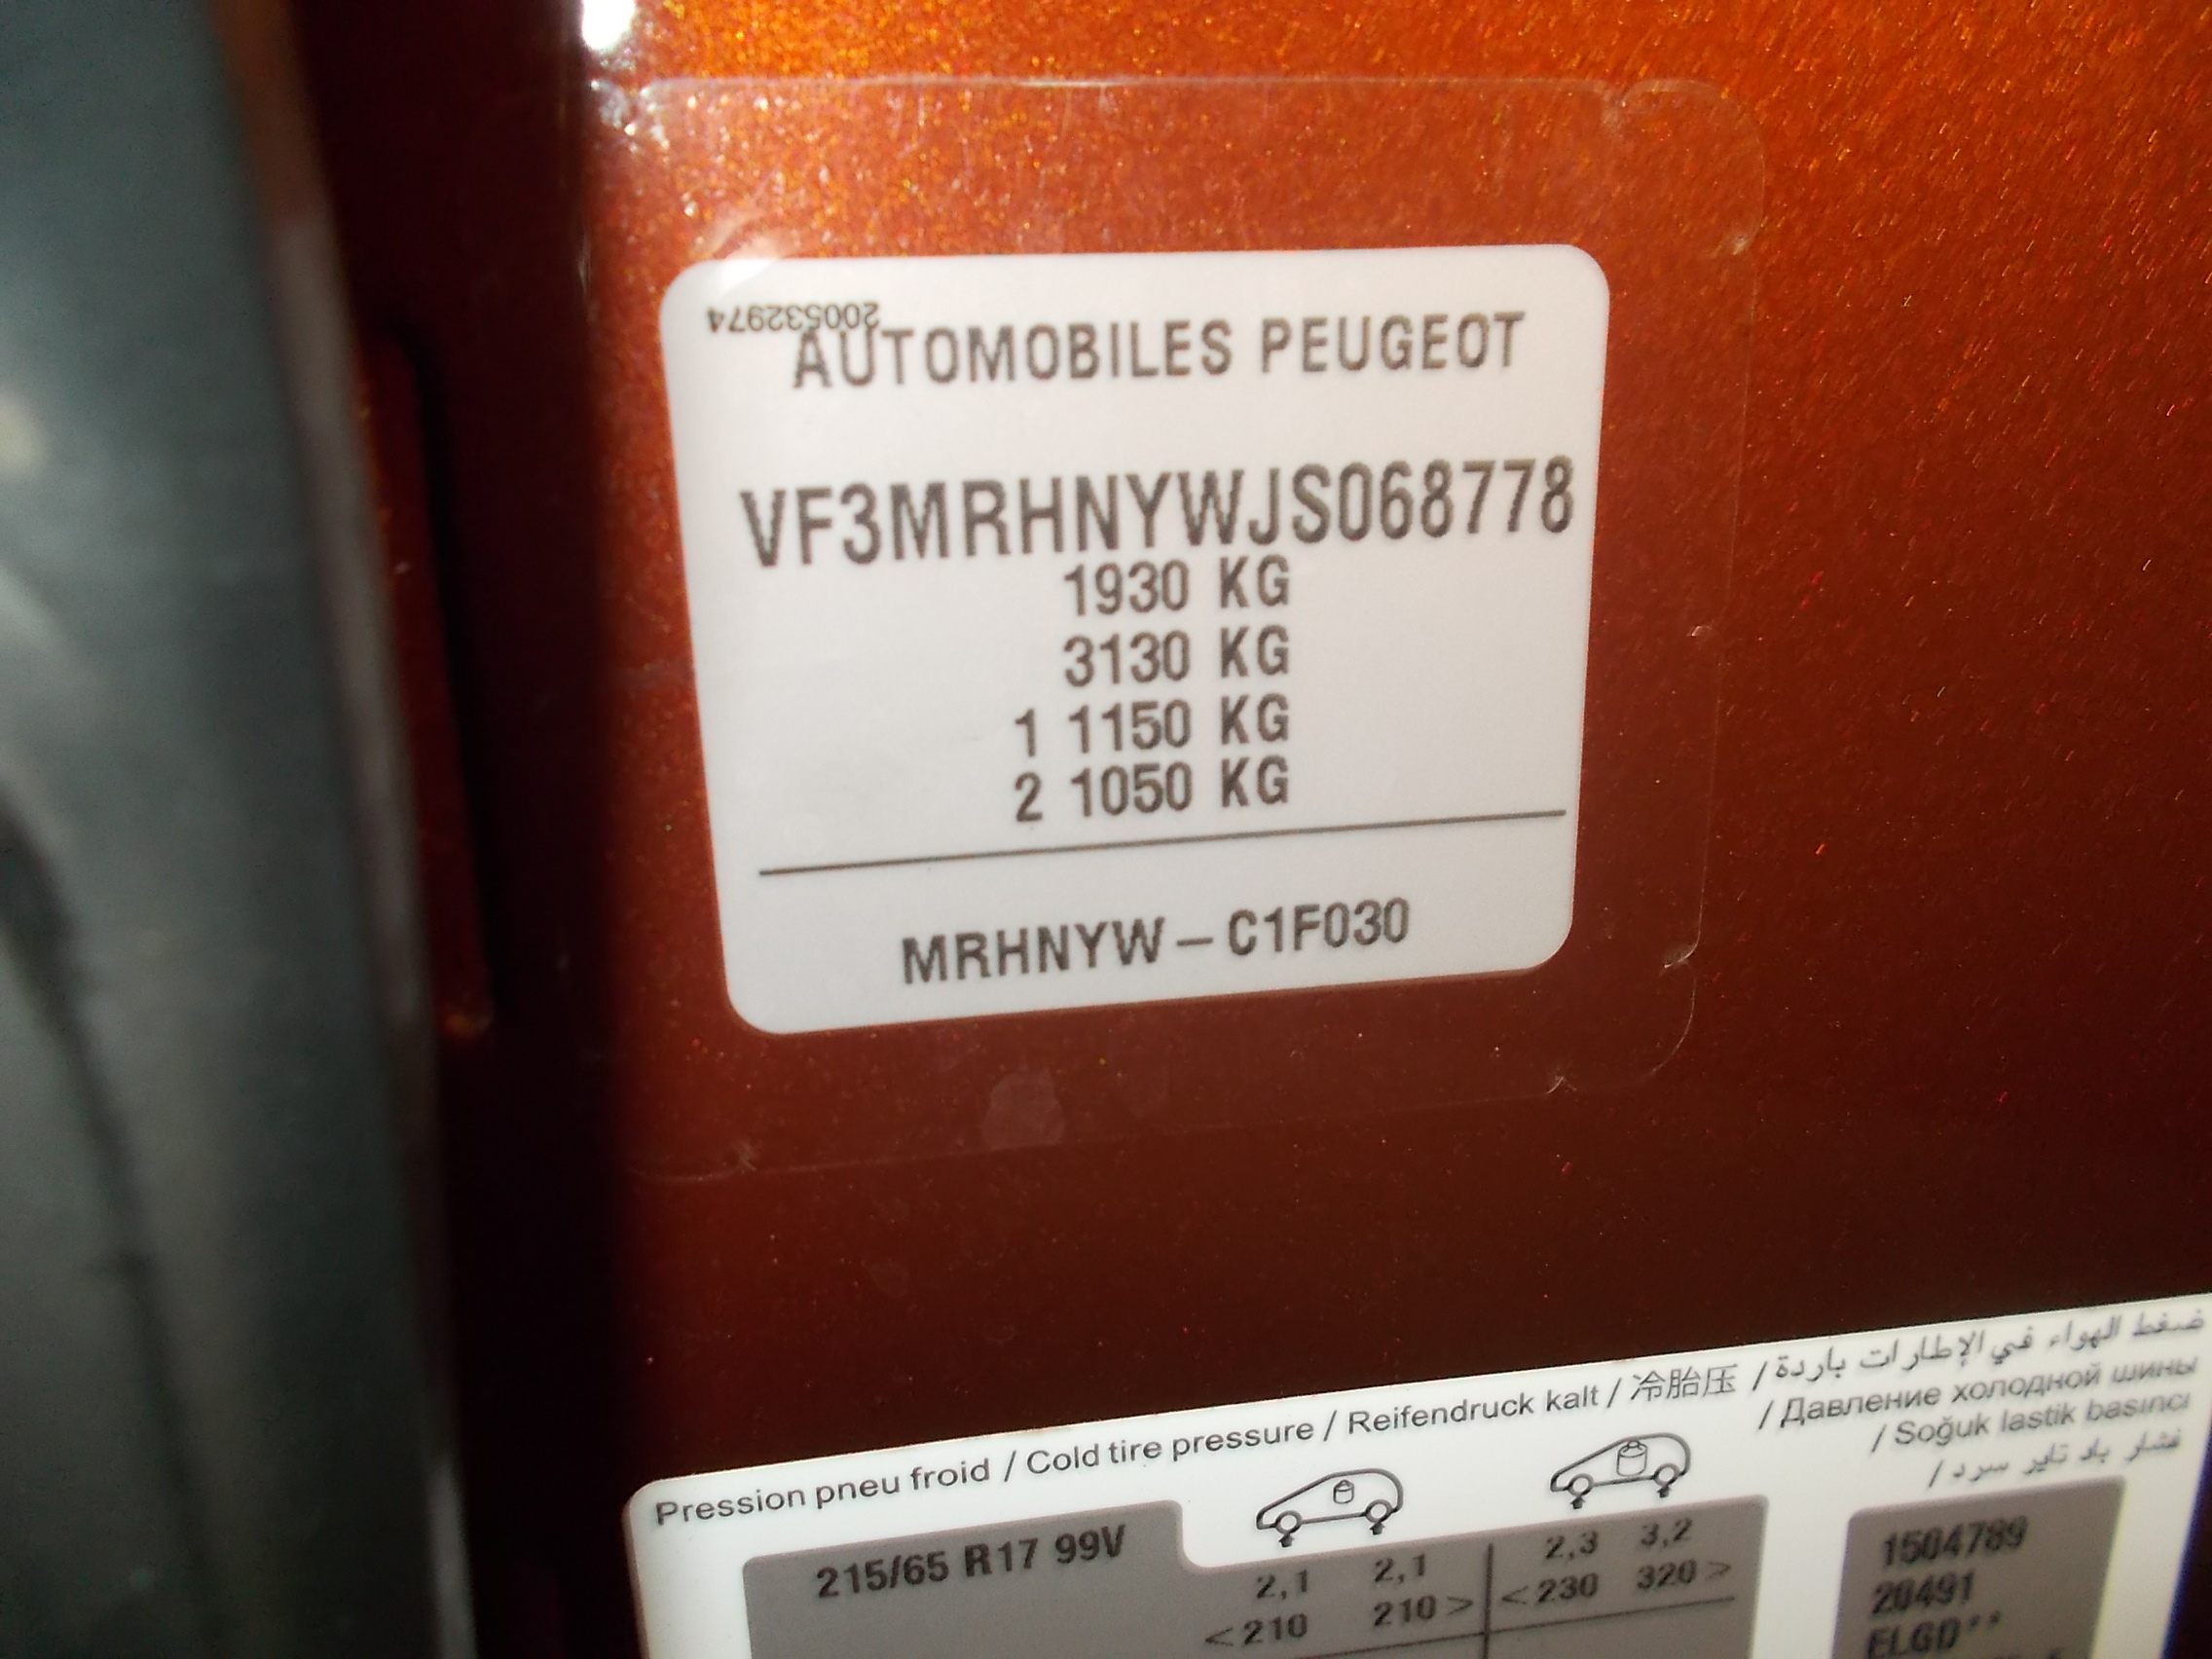 200532974
AUTOMOBILES PEUGEOT
VF3MRHNYWJS068778
1930 KG
3130 KG
1 1150 KG
2 1050 KG
MRHNYW – C1F030
Pression pneu froid / Cold tire pressure / Reifendruck kalt / 冷胎压 / ضغط الهواء في الإطارات باردة
/ Давление холодной шины
/ Soğuk lastik basıncı
/ فشار باد تایر سرد
215/65 R17 99V
2,1 2,1 2,3 3,2
<210 210> <230 320>
1504789
20491
ELGD**